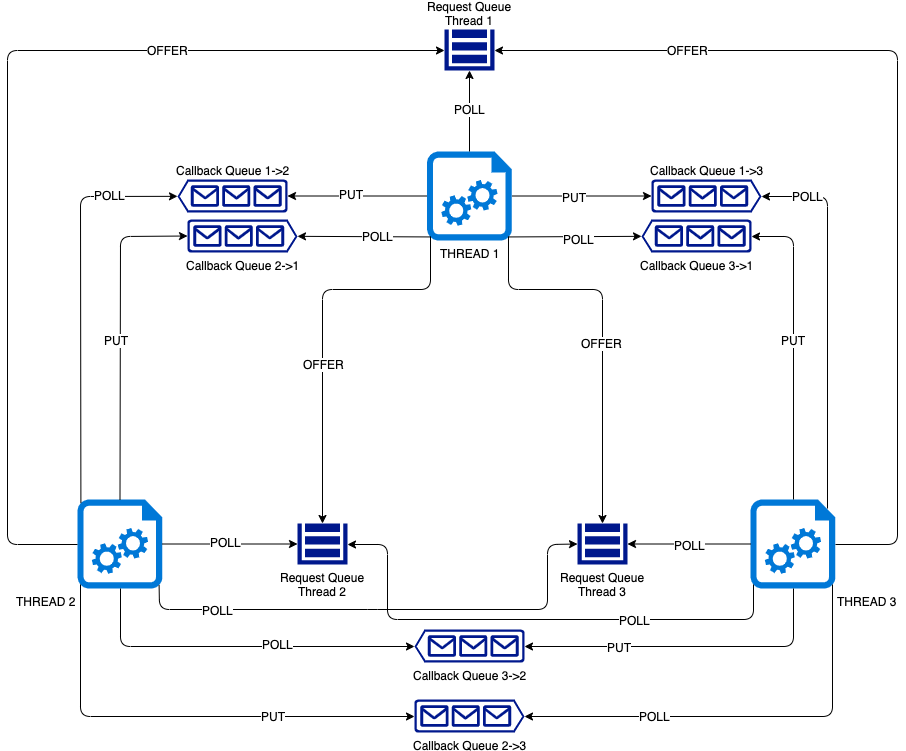 Request Queue
Thread 1
OFFER
OFFER
POLL
Callback Queue 1->2
Callback Queue 1->3
POLL
PUT
PUT
POLL
POLL
POLL
Callback Queue 2->1
THREAD 1
Callback Queue 3->1
PUT
OFFER
OFFER
PUT
POLL
POLL
Request Queue
Thread 2
Request Queue
Thread 3
THREAD 2
THREAD 3
POLL
POLL
POLL
PUT
Callback Queue 3->2
PUT
POLL
Callback Queue 2->3